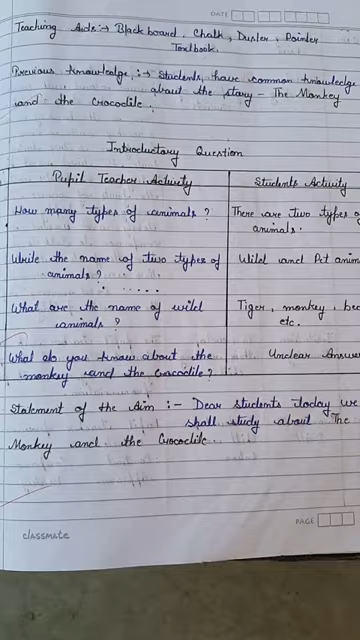 DATE
Teaching Aids :→ Blackboard, Chalk, Duster, Pointer
Textbook.
Previous knowledge :→ Students, have common knowledge
about the story – The Monkey
and the Crocodile.
Introductory Question
Pupil Teacher Activity Students Activity
How many types of animals ? There are two types of
animals.
Write the name of two types of Wild and Pet anim
animals ?
What are the name of wild Tiger, monkey, bea
animals ? etc.
What do you know about the Unclear Answer
monkey and the Crocodile ?
Statement of the Aim :- Dear Students today we
shall study about The
Monkey and the Crocodile.
PAGE
classmate